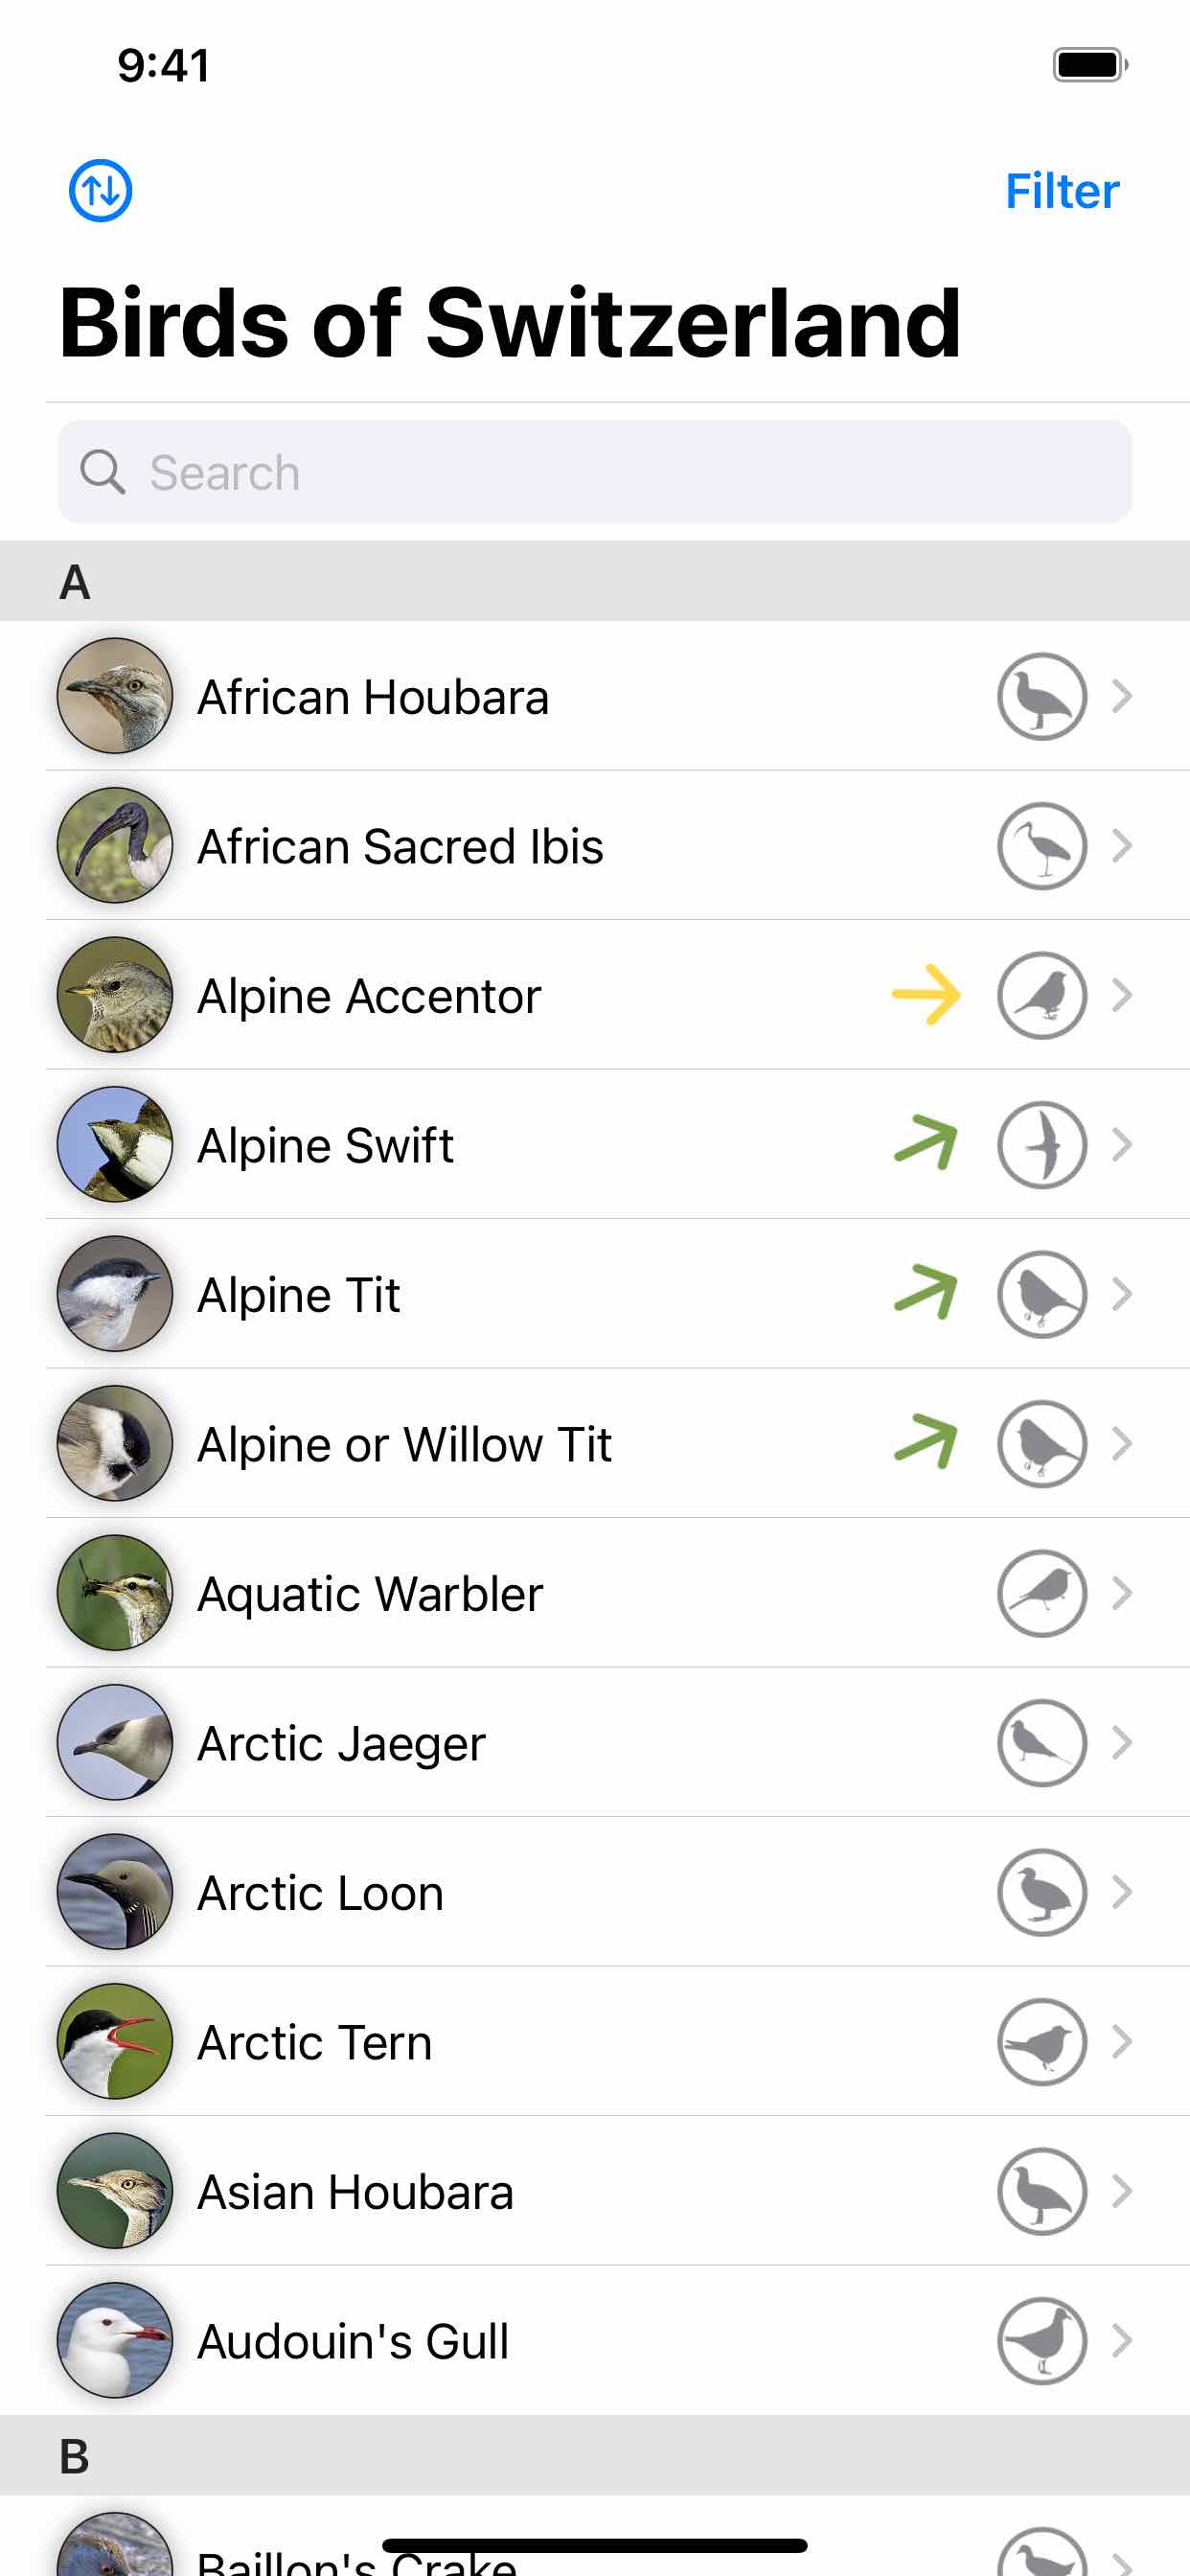 9:41
Filter
Birds of Switzerland
Search
A
African Houbara
African Sacred Ibis
Alpine Accentor
Alpine Swift
Alpine Tit
Alpine or Willow Tit
Aquatic Warbler
Arctic Jaeger
Arctic Loon
Arctic Tern
Asian Houbara
Audouin's Gull
B
Baillon's Crake